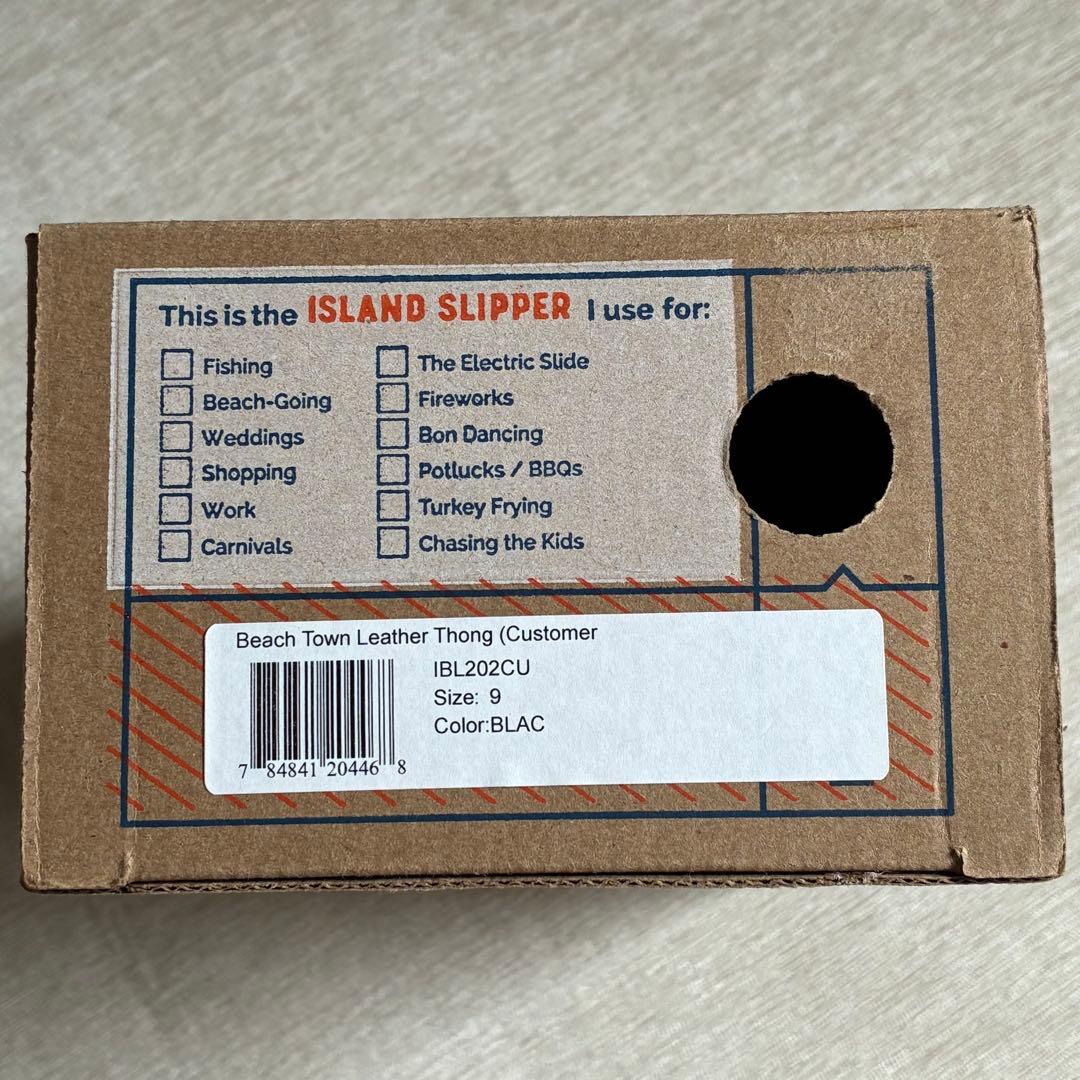 This is the ISLAND SLIPPER I use for:
Fishing
Beach-Going
Weddings
Shopping
Work
Carnivals
The Electric Slide
Fireworks
Bon Dancing
Potlucks / BBQs
Turkey Frying
Chasing the Kids
Beach Town Leather Thong (Customer
IBL202CU
Size: 9
Color:BLAC
7 84841 20446 8